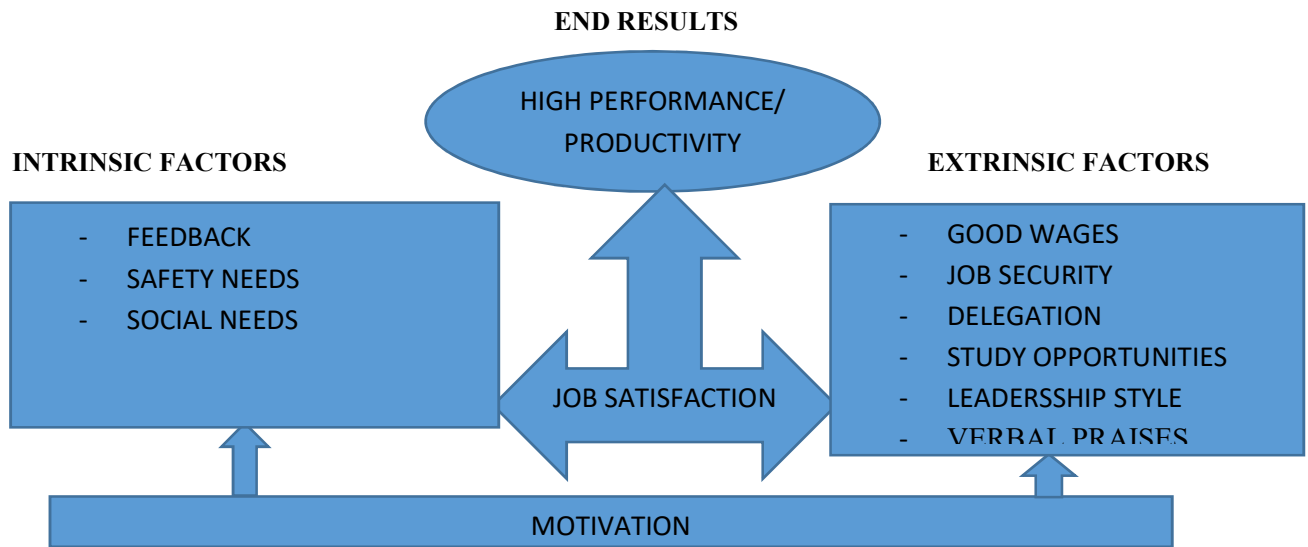 END RESULTS
HIGH PERFORMANCE/
PRODUCTIVITY
INTRINSIC FACTORS
- FEEDBACK
- SAFETY NEEDS
- SOCIAL NEEDS
EXTRINSIC FACTORS
- GOOD WAGES
- JOB SECURITY
- DELEGATION
- STUDY OPPORTUNITIES
- LEADERSSHIP STYLE
- VERBAL PRAISES
JOB SATISFACTION
MOTIVATION